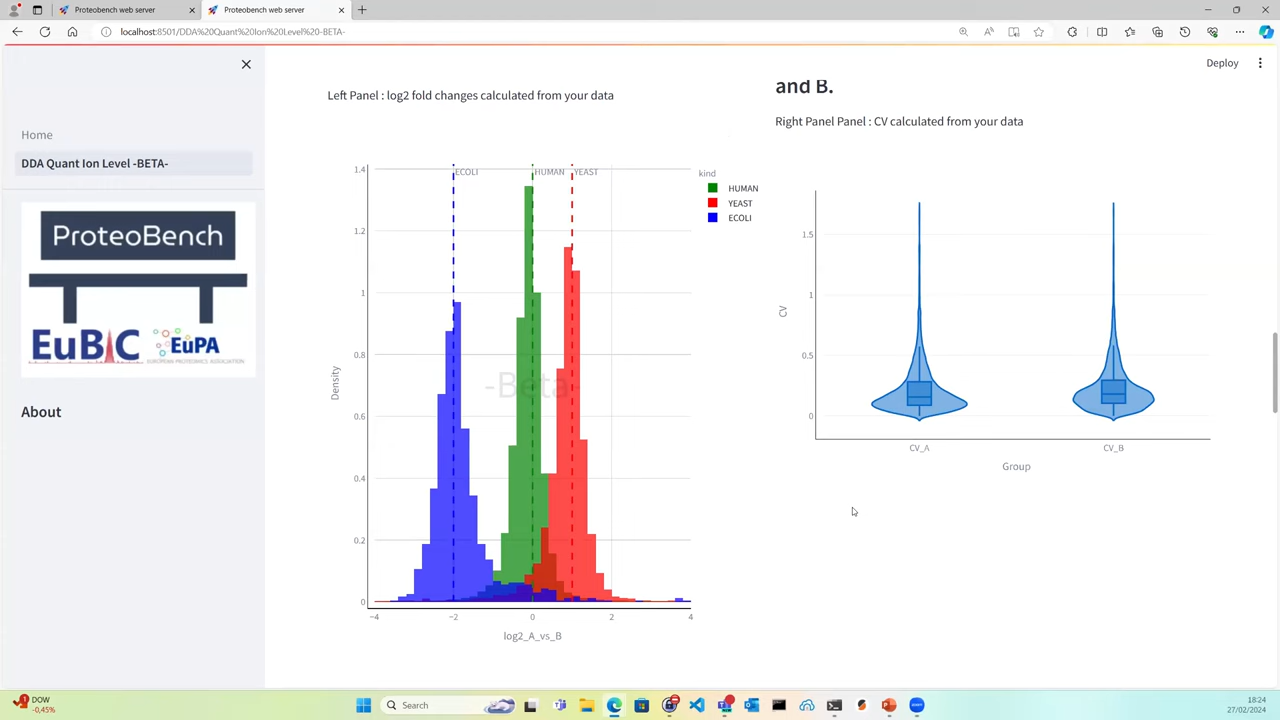 Proteobench web server
Proteobench web server
localhost:8501/DDA%20Quant%20Ion%20Level%20-BETA-
Deploy
Home
DDA Quant Ion Level -BETA-
ProteoBench
EuBIC
EuPA
EUROPEAN PROTEOMICS ASSOCIATION
About
Left Panel : log2 fold changes calculated from your data
and B.
Right Panel Panel : CV calculated from your data
ECOLI
HUMAN
YEAST
kind
HUMAN
YEAST
ECOLI
-Beta-
Density
1.4
1.2
1
0.8
0.6
0.4
0.2
0
−4
−2
0
2
4
log2_A_vs_B
CV
1.5
1
0.5
0
CV_A
CV_B
Group
DOW
-0,45%
Search
18:24
27/02/2024